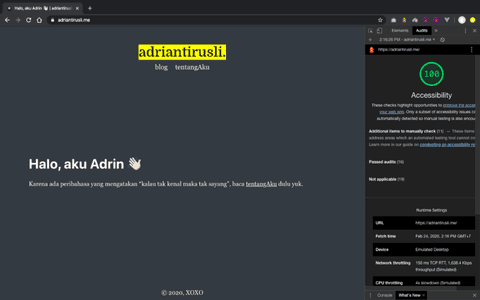 Halo, aku Adrin 👋🏻 | adriantirusli
adriantirusli.me
adriantirusli.
blog tentangAku
Halo, aku Adrin 👋🏻
Karena ada peribahasa yang mengatakan "kalau tak kenal maka tak sayang", baca tentangAku dulu yuk.
© 2020, XOXO
Elements Audits
2:16:26 PM - adriantirusli.me
https://adriantirusli.me/
100
Accessibility
These checks highlight opportunities to improve the acce
your web app. Only a subset of accessibility issues c
automatically detected so manual testing is also encou
Additional items to manually check (11) — These items
address areas which an automated testing tool cannot co
Learn more in our guide on conducting an accessibility re
Passed audits (16)
Not applicable (19)
Runtime Settings
URL https://adriantirusli.me/
Fetch time Feb 24, 2020, 2:16 PM GMT+7
Device Emulated Desktop
Network throttling 150 ms TCP RTT, 1,638.4 Kbps
throughput (Simulated)
CPU throttling 4x slowdown (Simulated)
Console What's New